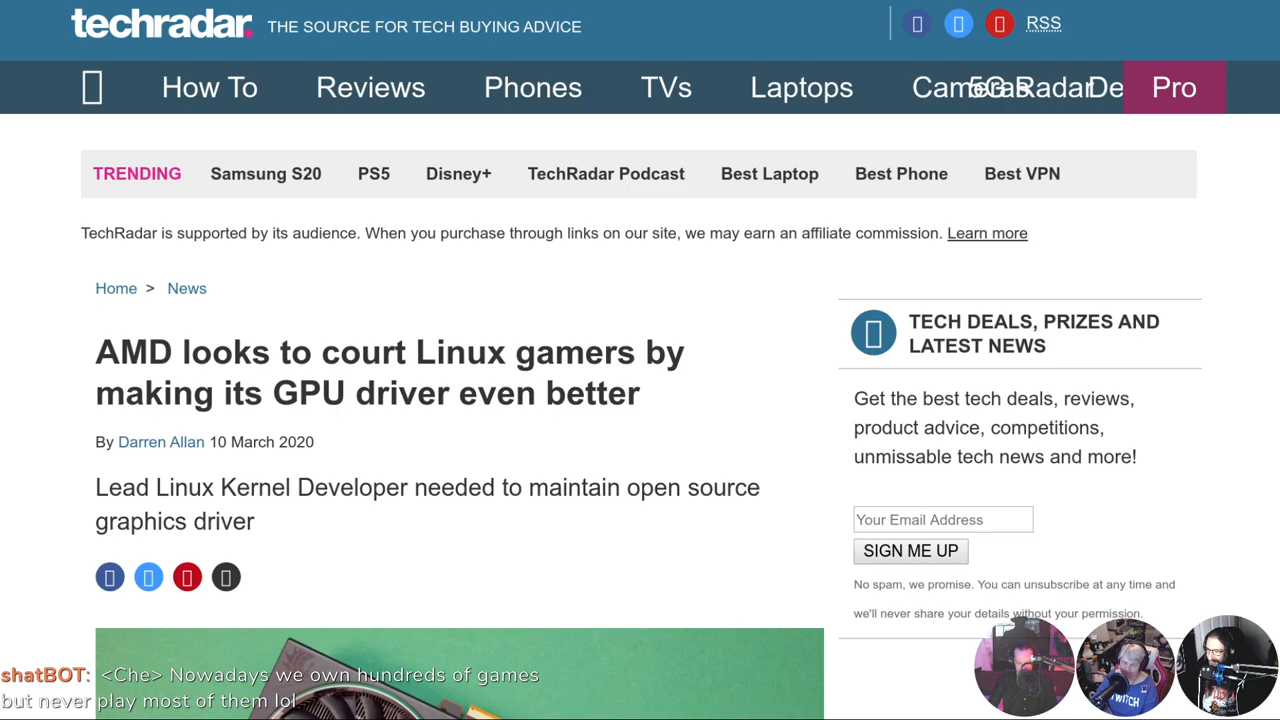 techradar. THE SOURCE FOR TECH BUYING ADVICE
RSS
How To Reviews Phones TVs Laptops Cameras 5G Radar De Pro
TRENDING Samsung S20 PS5 Disney+ TechRadar Podcast Best Laptop Best Phone Best VPN
TechRadar is supported by its audience. When you purchase through links on our site, we may earn an affiliate commission. Learn more
Home > News
AMD looks to court Linux gamers by
making its GPU driver even better
By Darren Allan 10 March 2020
Lead Linux Kernel Developer needed to maintain open source
graphics driver
TECH DEALS, PRIZES AND
LATEST NEWS
Get the best tech deals, reviews,
product advice, competitions,
unmissable tech news and more!
Your Email Address
SIGN ME UP
No spam, we promise. You can unsubscribe at any time and
we'll never share your details without your permission.
shatBOT: <Che> Nowadays we own hundreds of games
but never play most of them lol